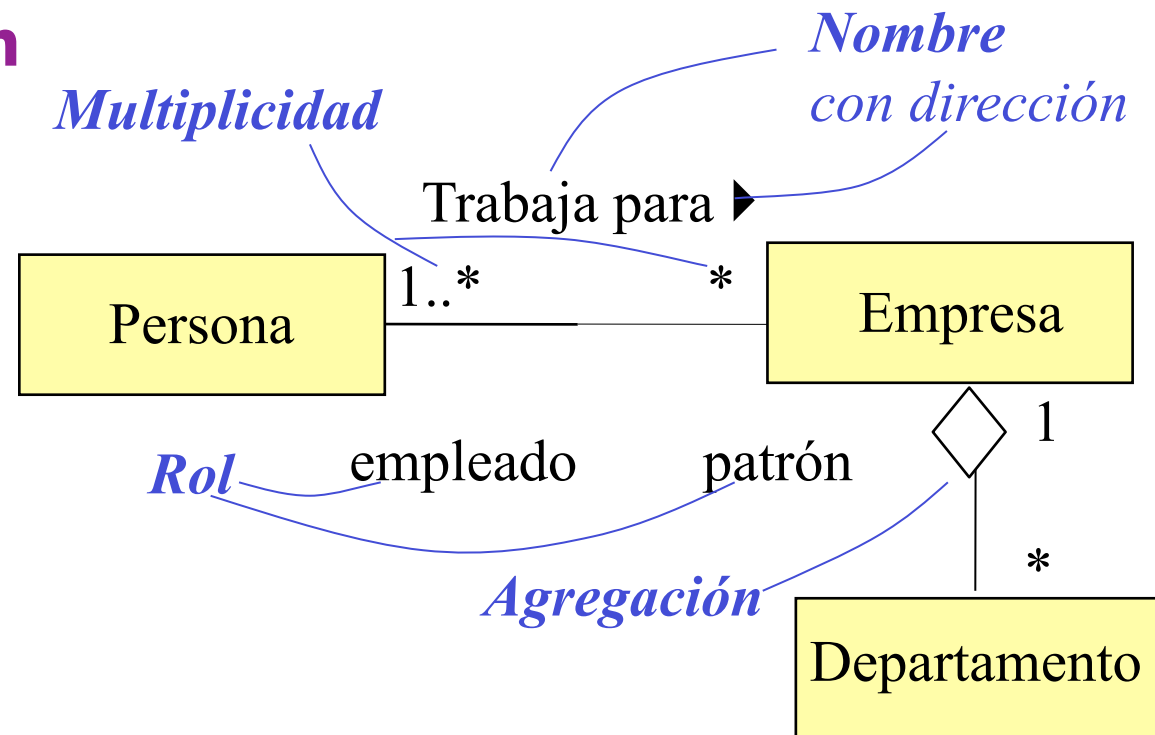 n
Nombre
con dirección
Multiplicidad
Trabaja para
1..*
*
Persona
Empresa
1
Rol
empleado
patrón
*
Agregación
Departamento